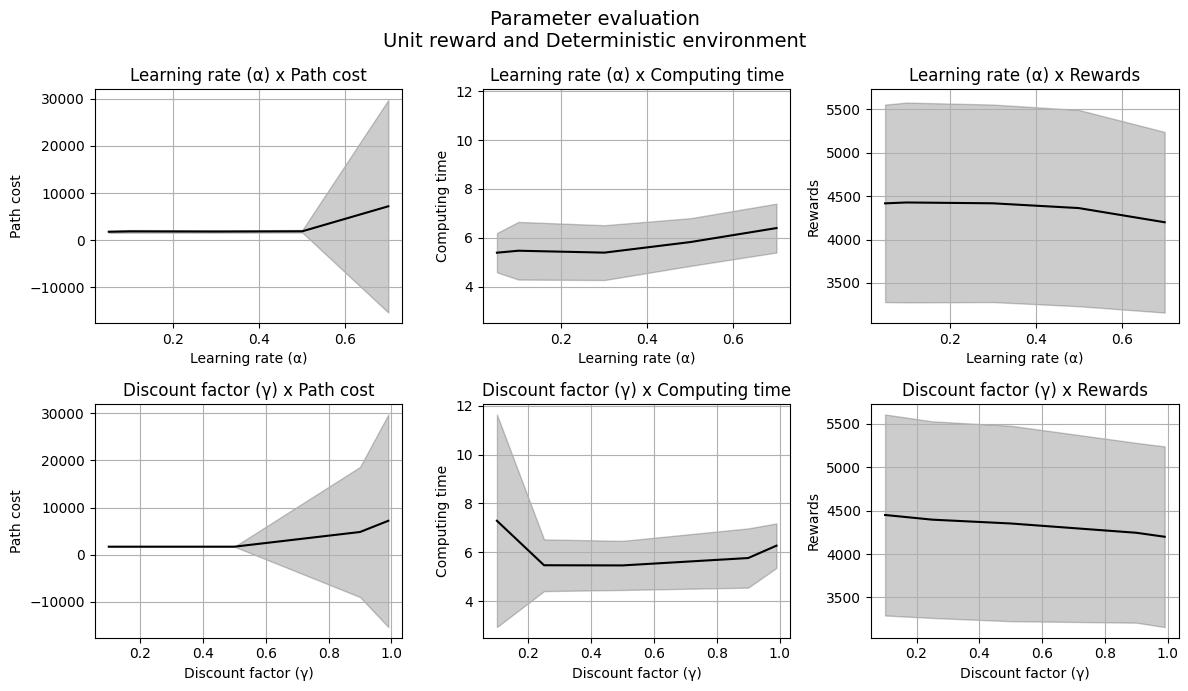 Parameter evaluation
Unit reward and Deterministic environment
Learning rate (α) x Path cost
30000
20000
10000
0
−10000
Path cost
0.2
0.4
0.6
Learning rate (α)
Learning rate (α) x Computing time
12
10
8
6
4
Computing time
0.2
0.4
0.6
Learning rate (α)
Learning rate (α) x Rewards
5500
5000
4500
4000
3500
Rewards
0.2
0.4
0.6
Learning rate (α)
Discount factor (γ) x Path cost
30000
20000
10000
0
−10000
Path cost
0.2
0.4
0.6
0.8
1.0
Discount factor (γ)
Discount factor (γ) x Computing time
12
10
8
6
4
Computing time
0.2
0.4
0.6
0.8
1.0
Discount factor (γ)
Discount factor (γ) x Rewards
5500
5000
4500
4000
3500
Rewards
0.2
0.4
0.6
0.8
1.0
Discount factor (γ)